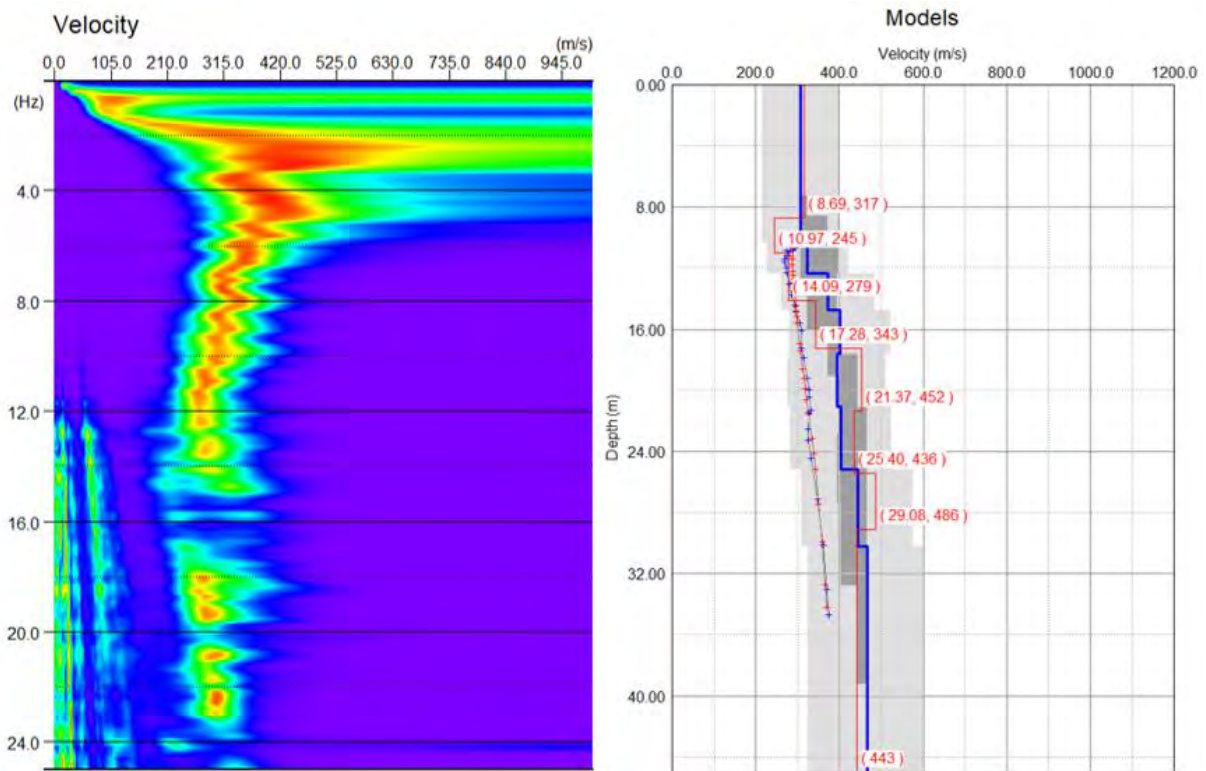 Velocity
(m/s)
0.0 105.0 210.0 315.0 420.0 525.0 630.0 735.0 840.0 945.0
(Hz)
4.0
8.0
12.0
16.0
20.0
24.0
Models
Velocity (m/s)
0.0 200.0 400.0 600.0 800.0 1000.0 1200.0
0.00
8.00
16.00
24.00
32.00
40.00
Depth (m)
( 8.69, 317 )
( 10.97, 245 )
( 14.09, 279 )
( 17.28, 343 )
( 21.37, 452 )
( 25.40, 436 )
( 29.08, 486 )
( 443 )